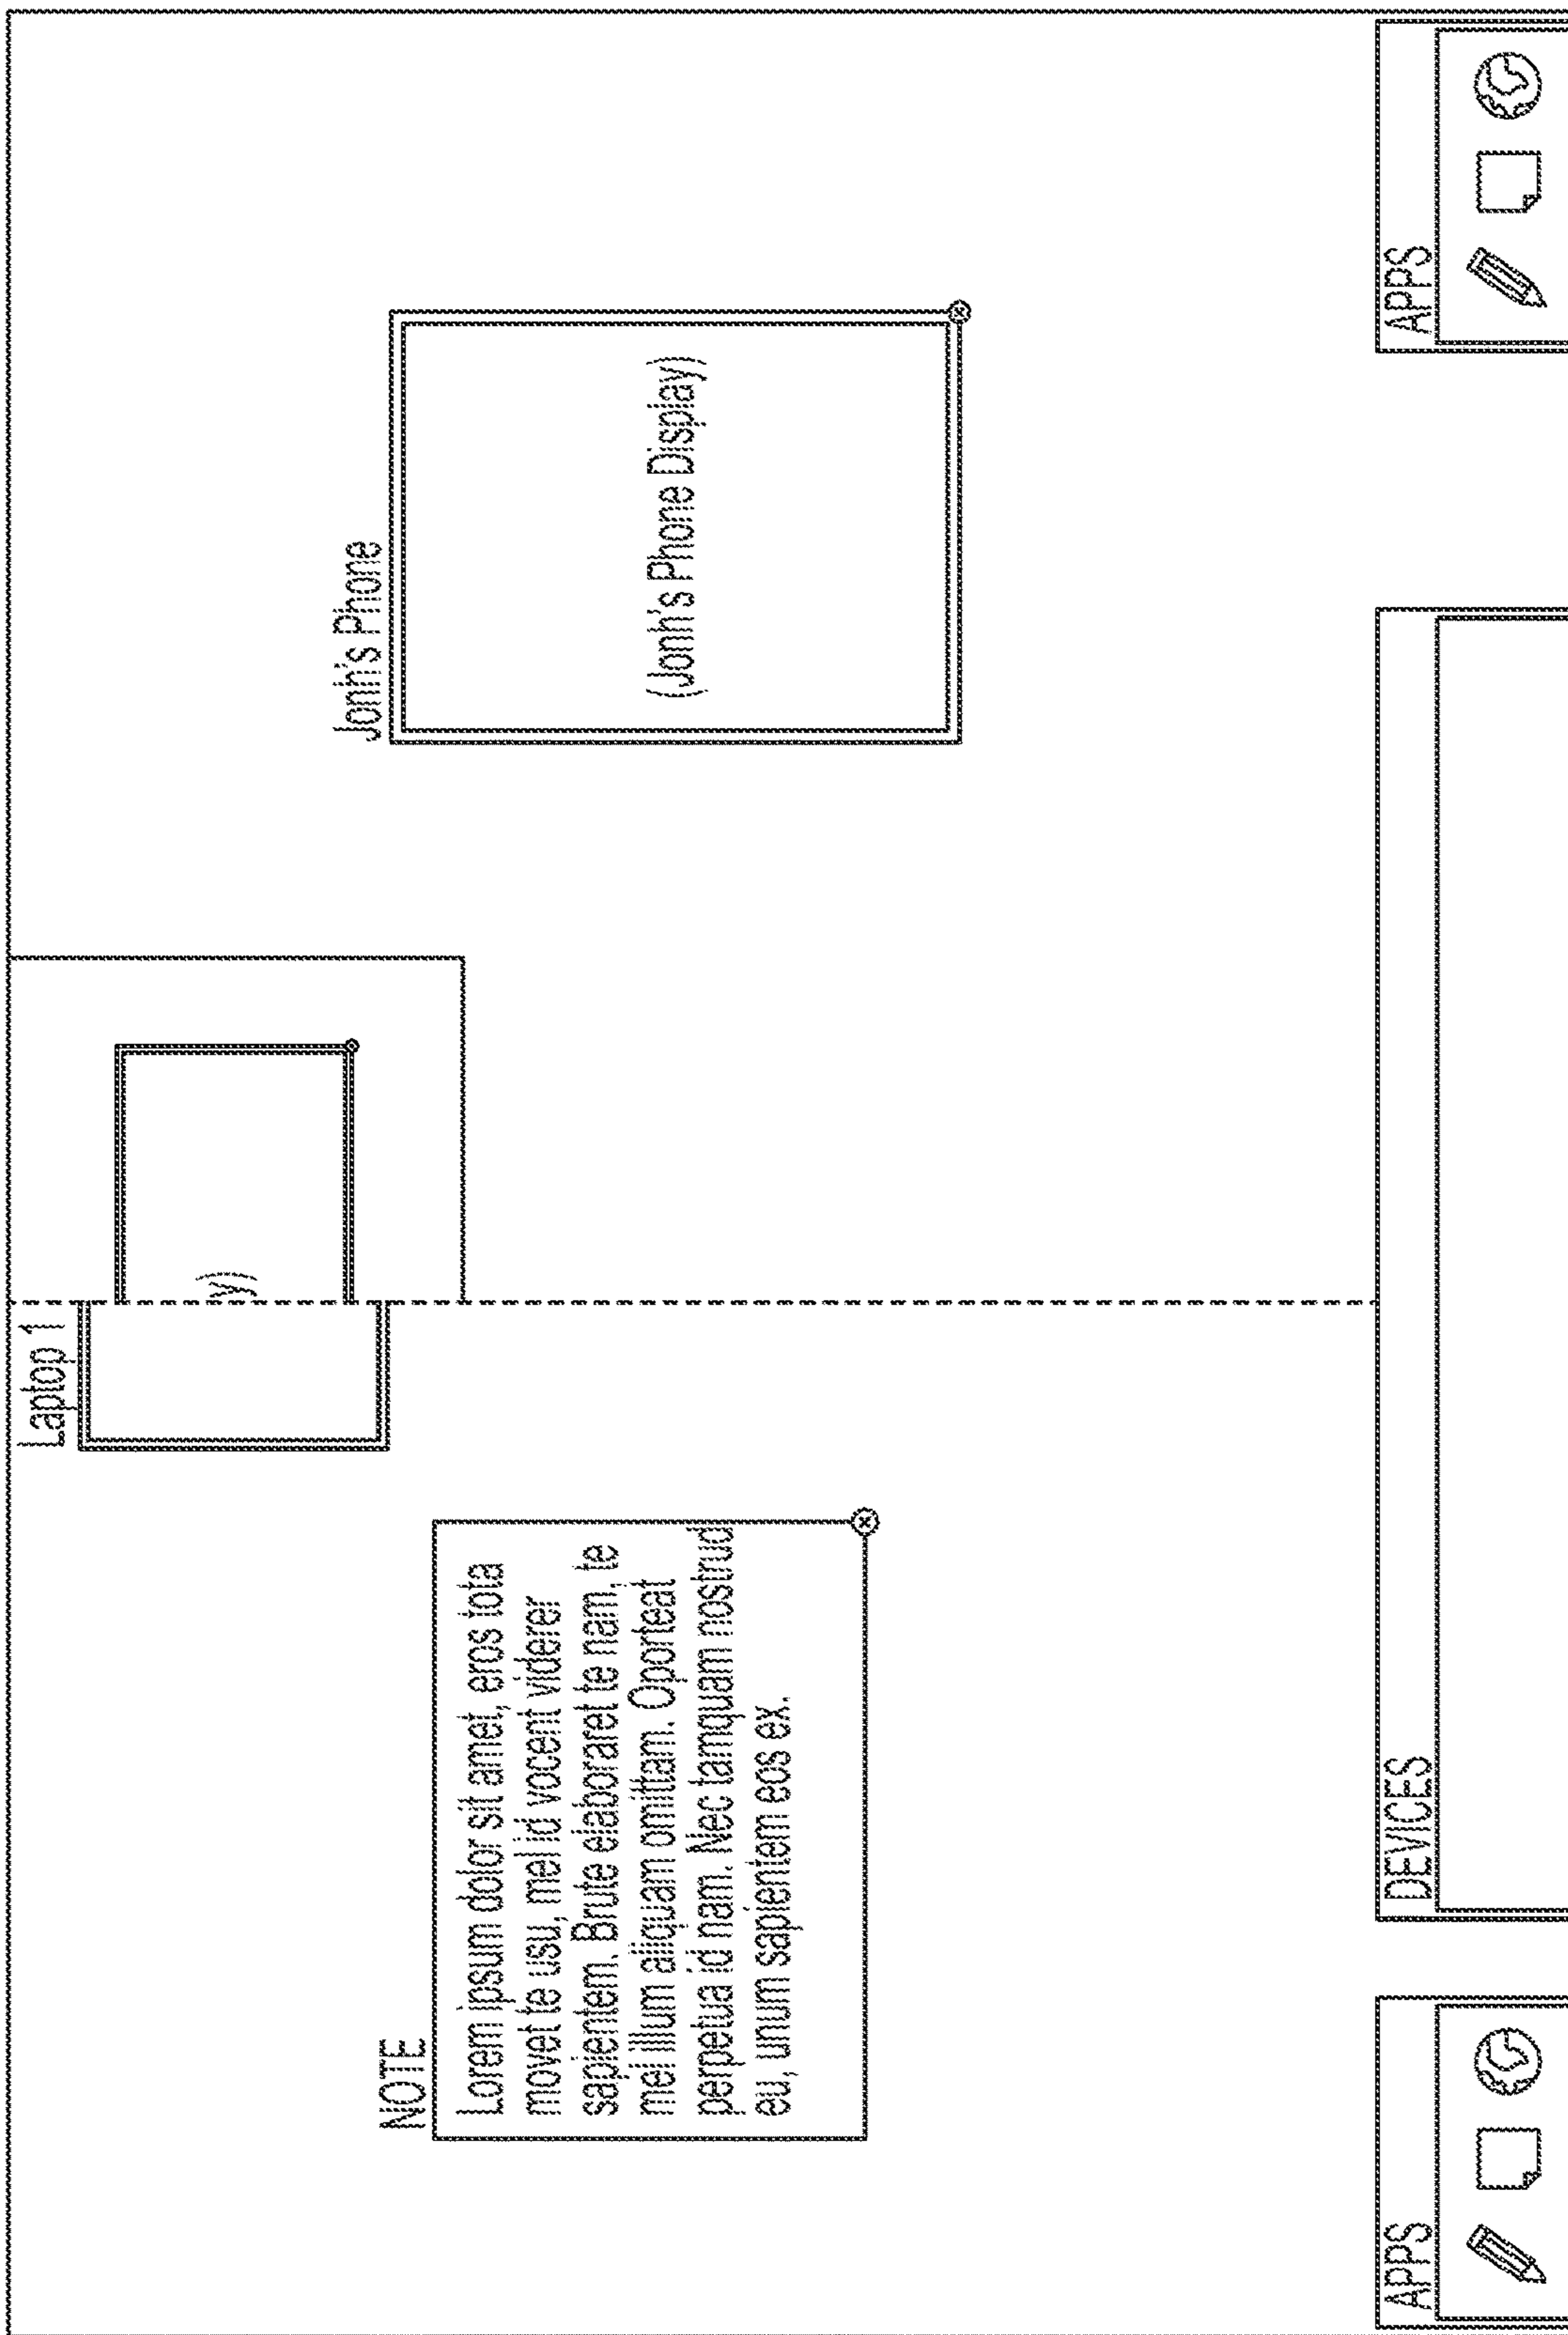 Laptop 1
y)
NOTE
Lorem ipsum dolor sit amet, eros tota
movet te usu, mel id vocent viderer
sapientem. Brute elaboraret te nam, te
mei illum aliquam omittam. Oporteat
perpetua id nam. Nec tamquam nostrud
eu, unum sapientem eos ex.
Jonh's Phone
(Jonh's Phone Display)
APPS
DEVICES
APPS